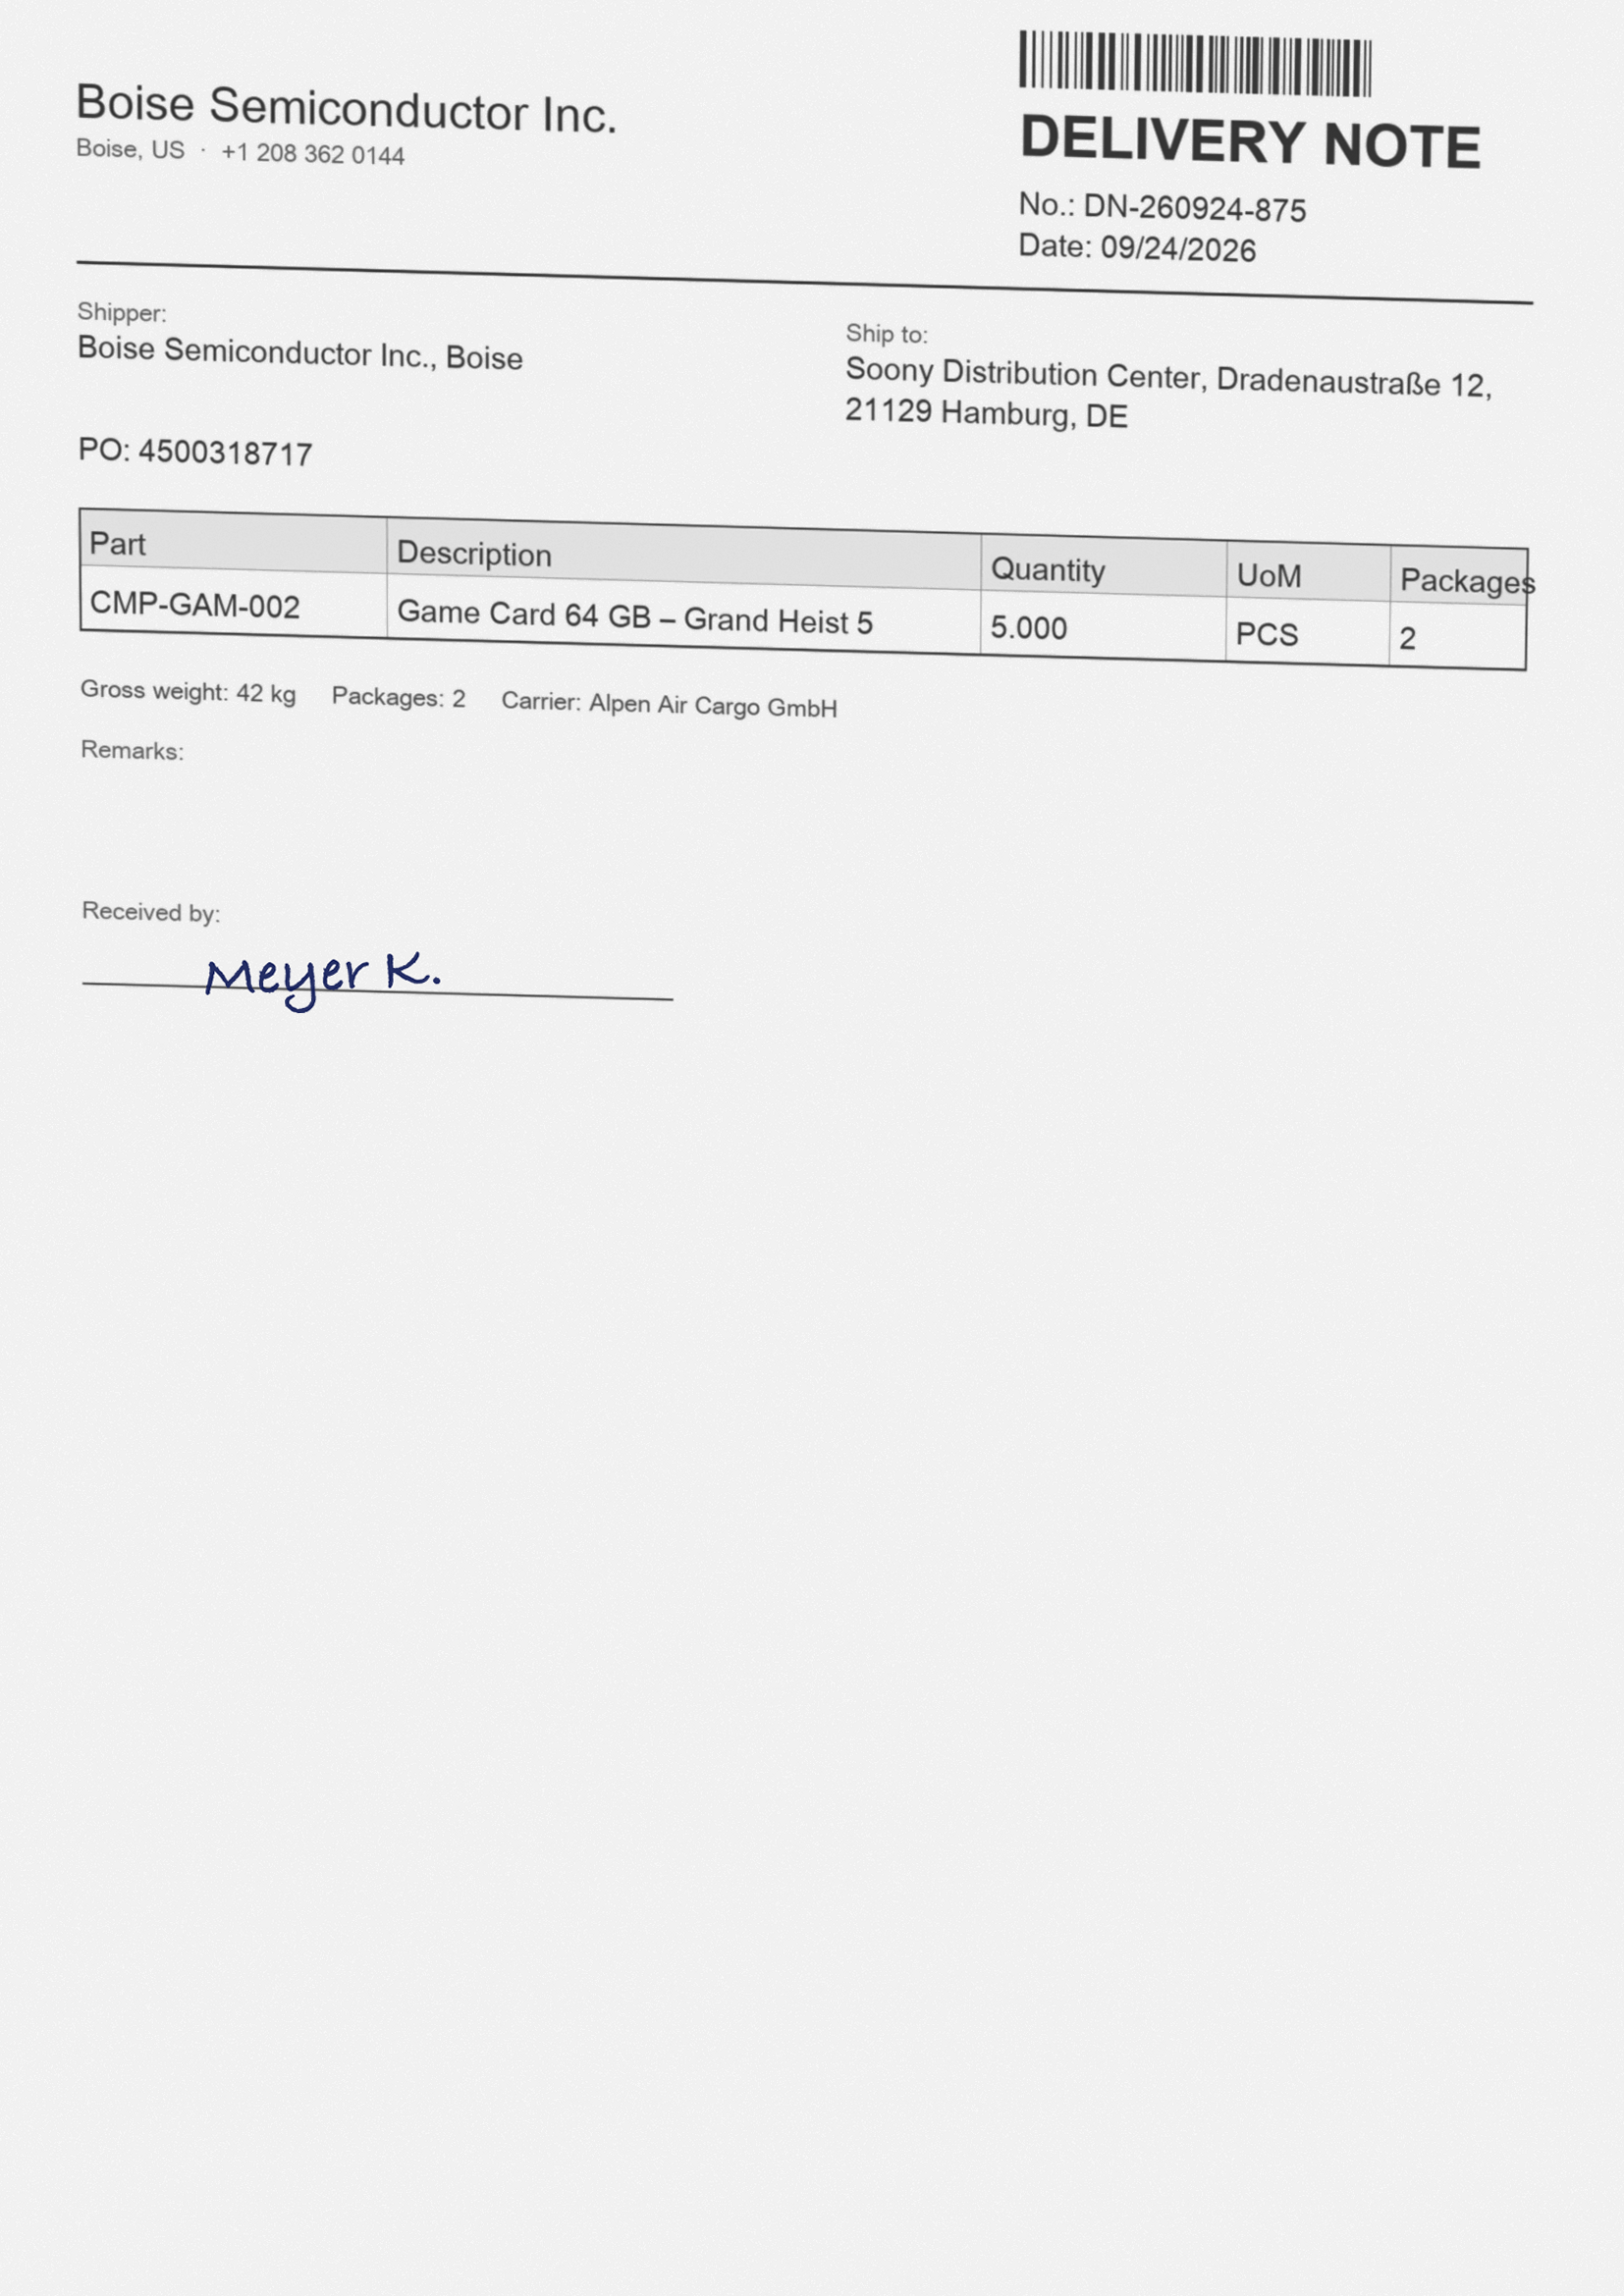 Boise Semiconductor Inc.
Boise, US · +1 208 362 0144
DELIVERY NOTE
No.: DN-260924-875
Date: 09/24/2026
Shipper:
Boise Semiconductor Inc., Boise
Ship to:
Soony Distribution Center, Dradenaustraße 12,
21129 Hamburg, DE
PO: 4500318717
Part Description Quantity UoM Packages
CMP-GAM-002 Game Card 64 GB – Grand Heist 5 5.000 PCS 2
Gross weight: 42 kg Packages: 2 Carrier: Alpen Air Cargo GmbH
Remarks:
Received by:
Meyer K.